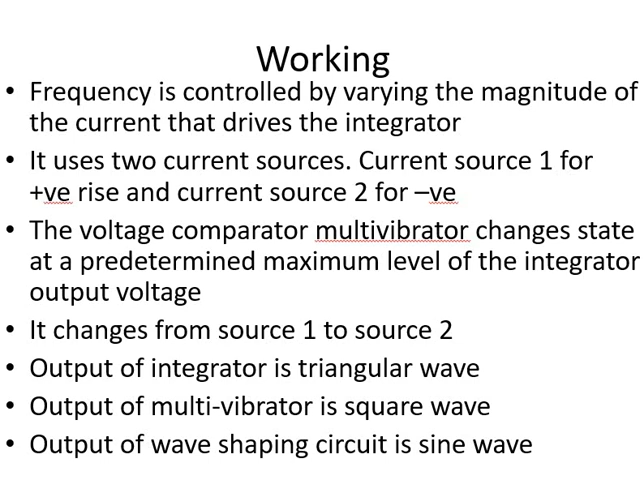 Working
• Frequency is controlled by varying the magnitude of
the current that drives the integrator
• It uses two current sources. Current source 1 for
+ve rise and current source 2 for –ve
• The voltage comparator multivibrator changes state
at a predetermined maximum level of the integrator
output voltage
• It changes from source 1 to source 2
• Output of integrator is triangular wave
• Output of multi-vibrator is square wave
• Output of wave shaping circuit is sine wave